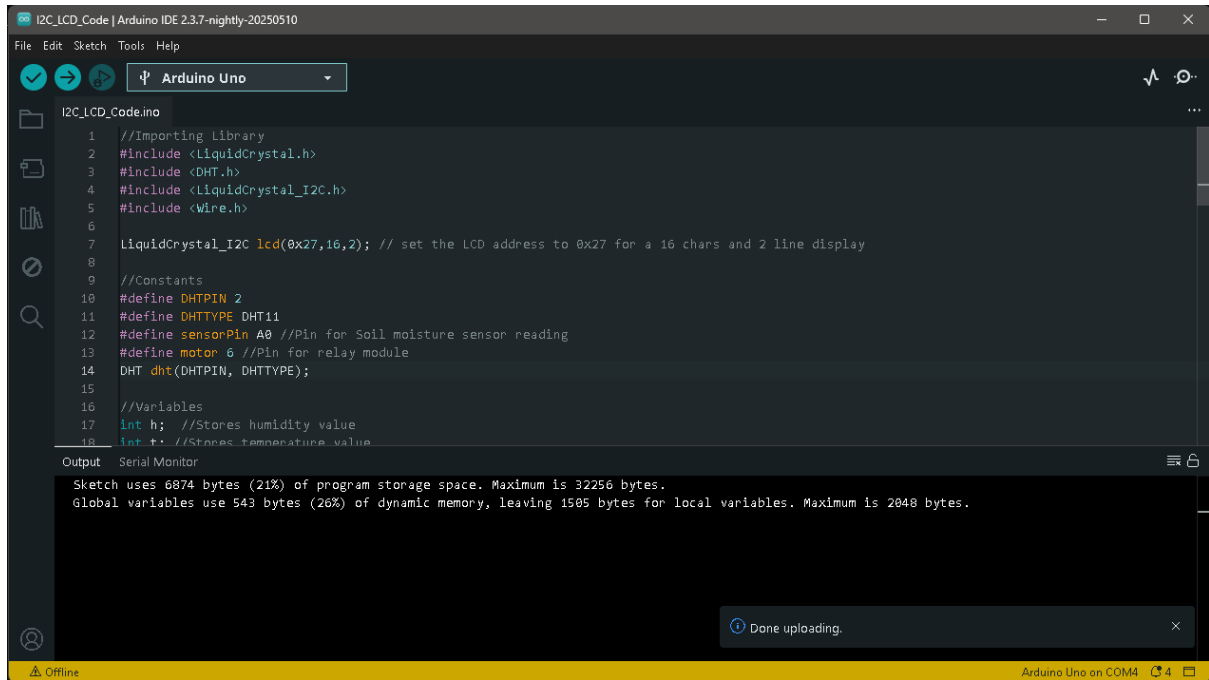 I2C_LCD_Code | Arduino IDE 2.3.7-nightly-20250510
File Edit Sketch Tools Help
Arduino Uno
I2C_LCD_Code.ino
1 //Importing Library
2 #include <LiquidCrystal.h>
3 #include <DHT.h>
4 #include <LiquidCrystal_I2C.h>
5 #include <Wire.h>
6
7 LiquidCrystal_I2C lcd(0x27,16,2); // set the LCD address to 0x27 for a 16 chars and 2 line display
8
9 //Constants
10 #define DHTPIN 2
11 #define DHTTYPE DHT11
12 #define sensorPin A0 //Pin for Soil moisture sensor reading
13 #define motor 6 //Pin for relay module
14 DHT dht(DHTPIN, DHTTYPE);
15
16 //Variables
17 int h;  //Stores humidity value
18 int t; //Stores temperature value
Output Serial Monitor
Sketch uses 6874 bytes (21%) of program storage space. Maximum is 32256 bytes.
Global variables use 543 bytes (26%) of dynamic memory, leaving 1505 bytes for local variables. Maximum is 2048 bytes.
Done uploading.
Offline
Arduino Uno on COM4 4